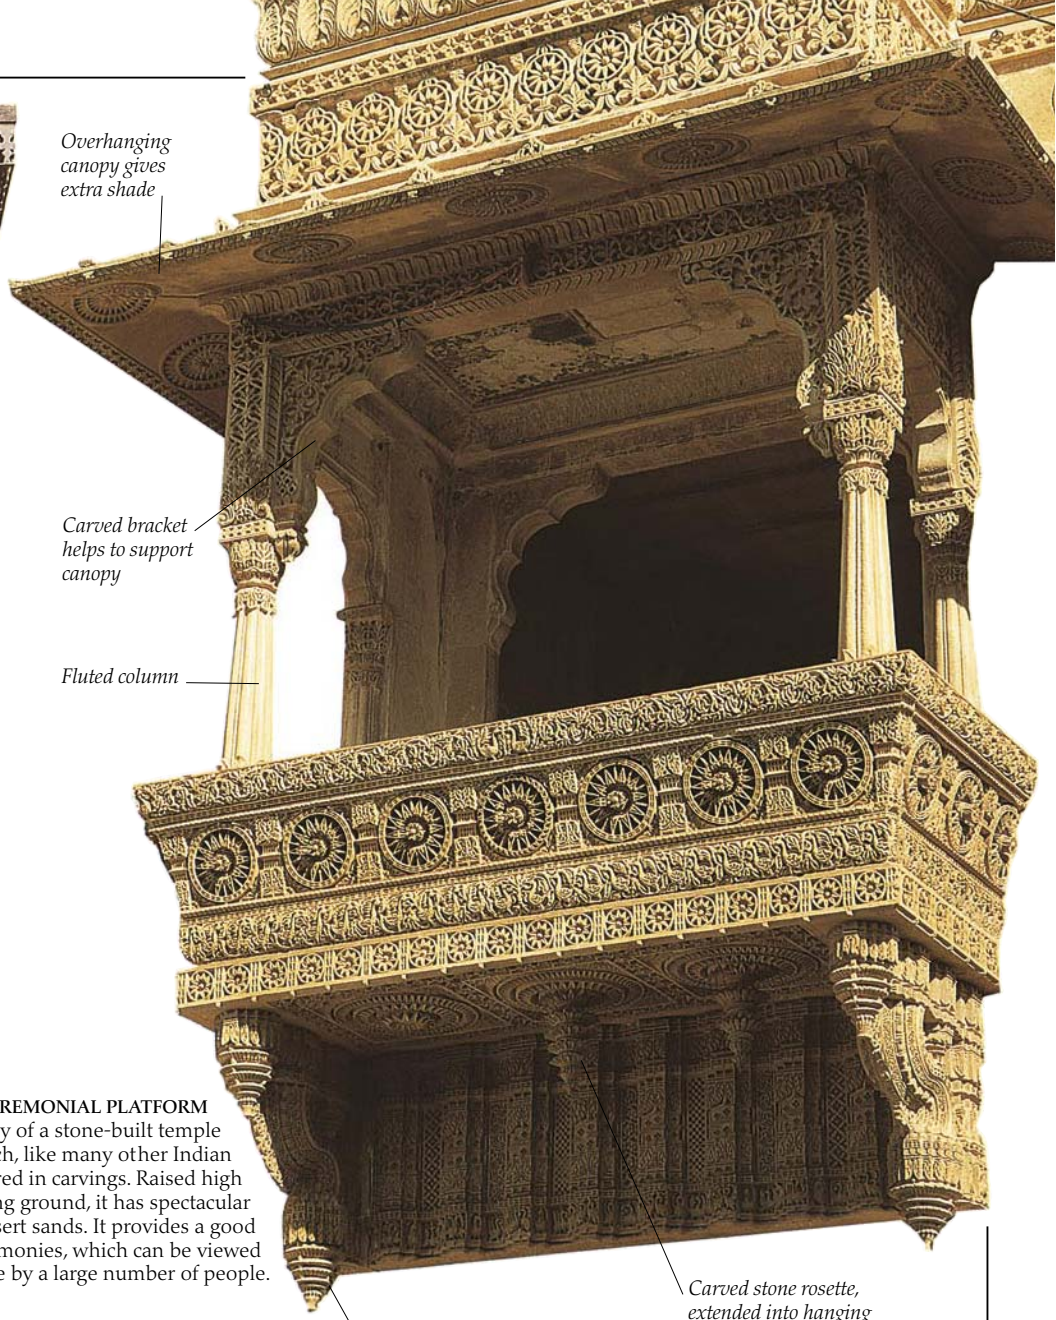 Overhanging
canopy gives
extra shade
Carved bracket
helps to support
canopy
Fluted column
REMONIAL PLATFORM
y of a stone-built temple
ch, like many other Indian
red in carvings. Raised high
ng ground, it has spectacular
sert sands. It provides a good
monies, which can be viewed
e by a large number of people.
Carved stone rosette,
extended into hanging